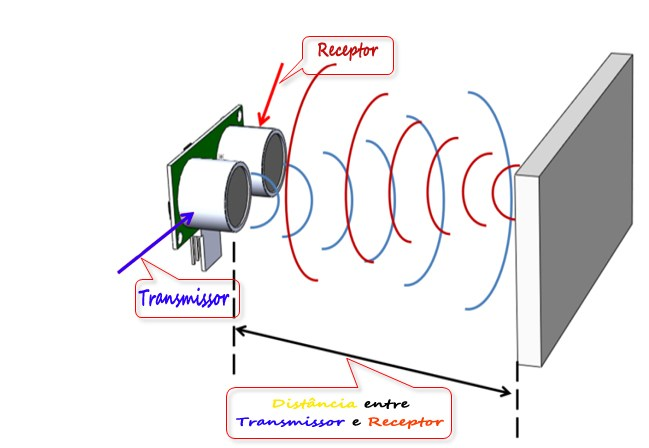 Receptor
Transmissor
Distância entre
Transmissor e Receptor